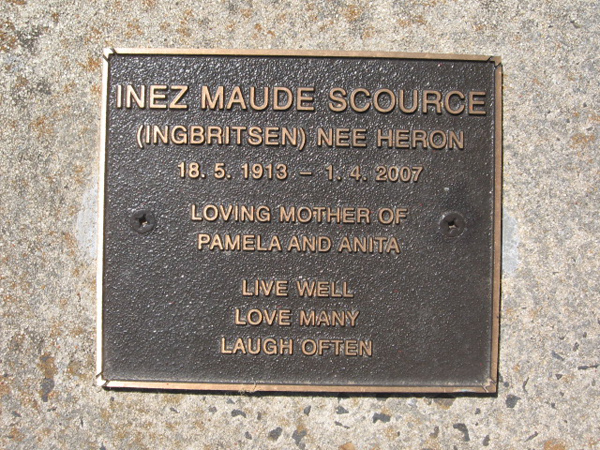 INEZ MAUDE SCOURCE
(INGBRITSEN) NEE HERON
18. 5. 1913 – 1. 4. 2007
LOVING MOTHER OF
PAMELA AND ANITA
LIVE WELL
LOVE MANY
LAUGH OFTEN